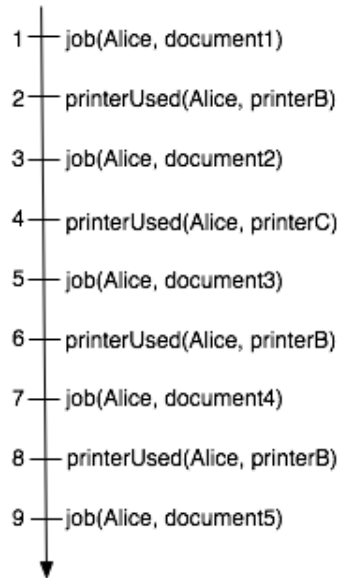 1 job(Alice, document1)
2 printerUsed(Alice, printerB)
3 job(Alice, document2)
4 printerUsed(Alice, printerC)
5 job(Alice, document3)
6 printerUsed(Alice, printerB)
7 job(Alice, document4)
8 printerUsed(Alice, printerB)
9 job(Alice, document5)